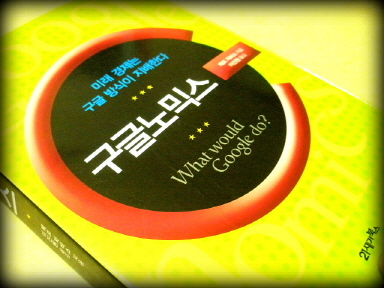 미래 경제는
구글 방식이 지배한다
구글노믹스
What would
Google do?
21세기북스